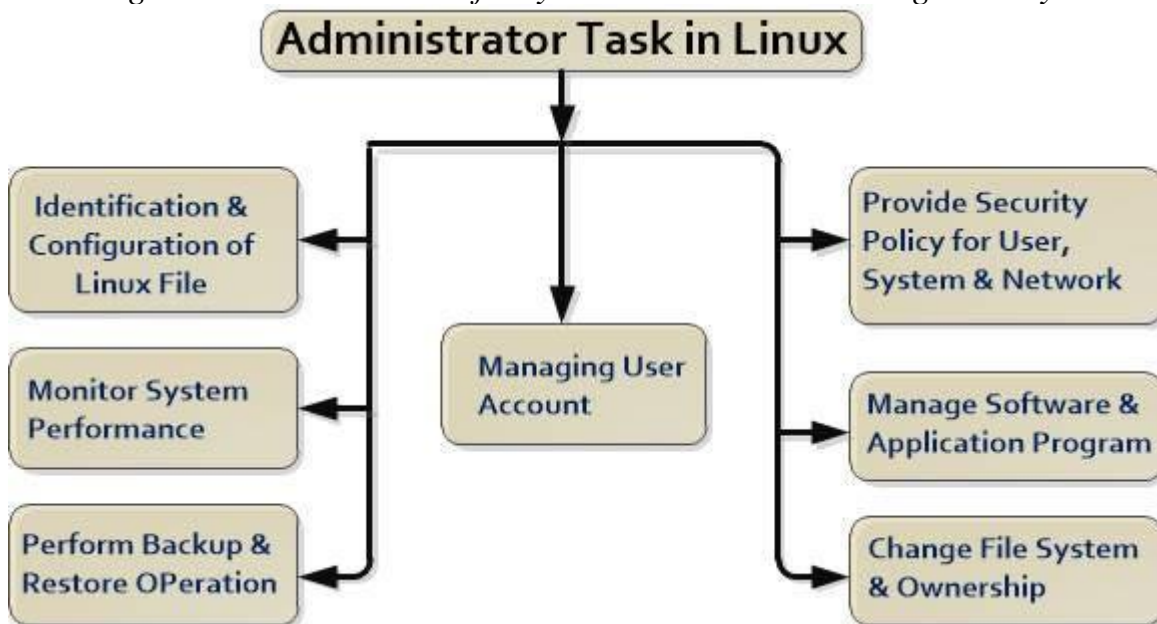 Administrator Task in Linux
Identification &
Configuration of
Linux File
Monitor System
Performance
Perform Backup &
Restore OPeration
Managing User
Account
Provide Security
Policy for User,
System & Network
Manage Software &
Application Program
Change File System
& Ownership